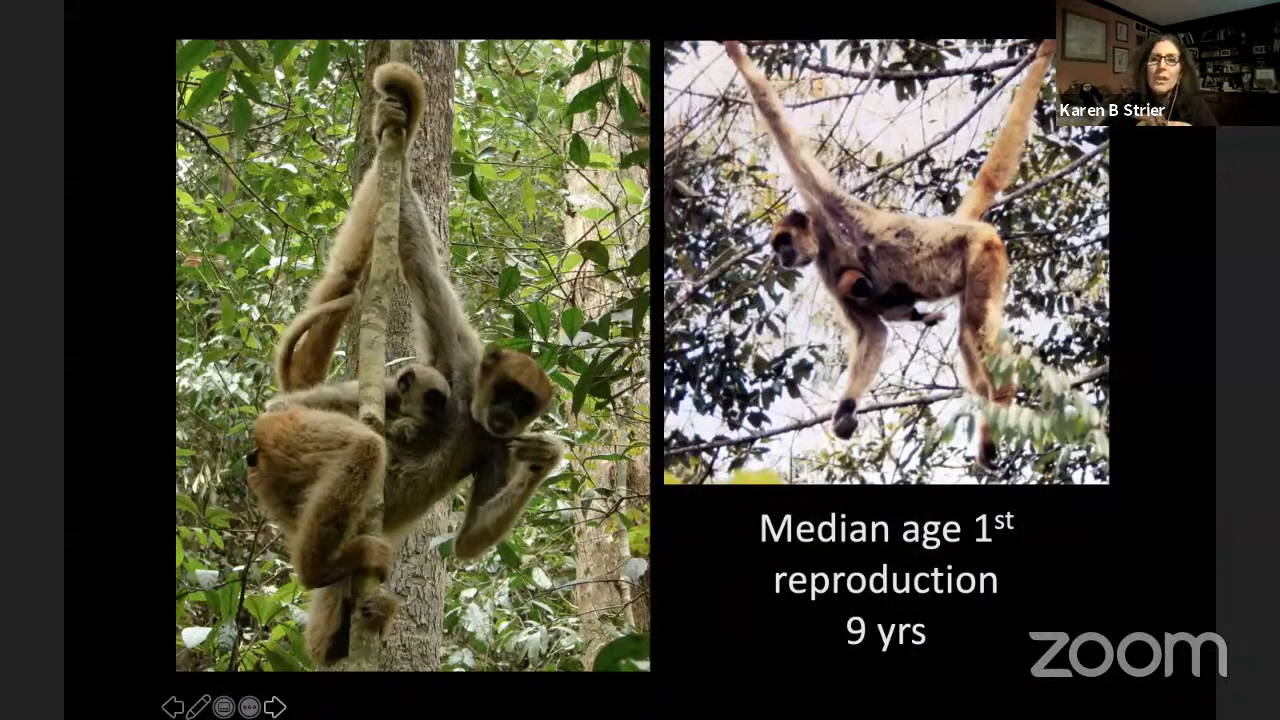 Karen B Strier
Median age 1st
reproduction
9 yrs
zoom